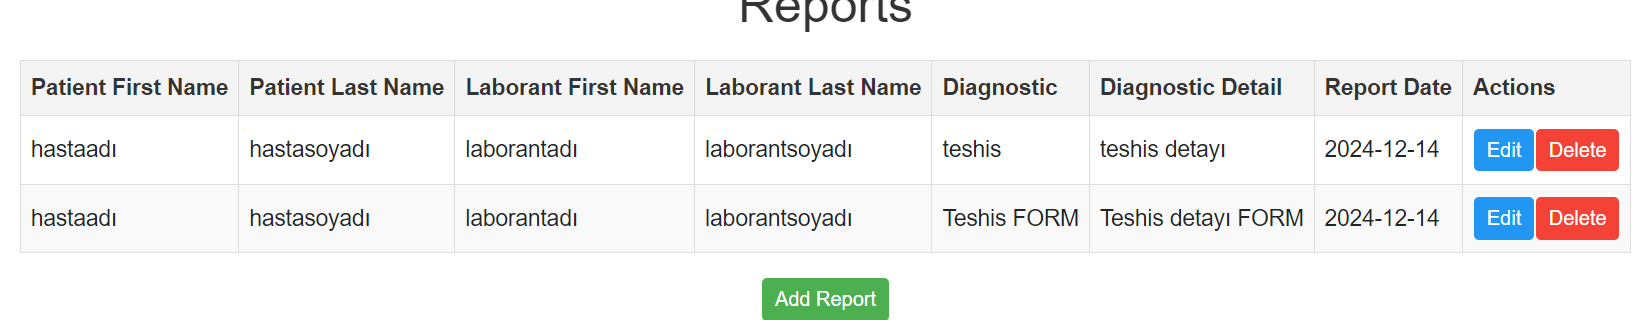 Reports
Patient First Name Patient Last Name Laborant First Name Laborant Last Name Diagnostic Diagnostic Detail Report Date Actions
hastaadı hastasoyadı laborantadı laborantsoyadı teshis teshis detayı 2024-12-14 Edit Delete
hastaadı hastasoyadı laborantadı laborantsoyadı Teshis FORM Teshis detayı FORM 2024-12-14 Edit Delete
Add Report